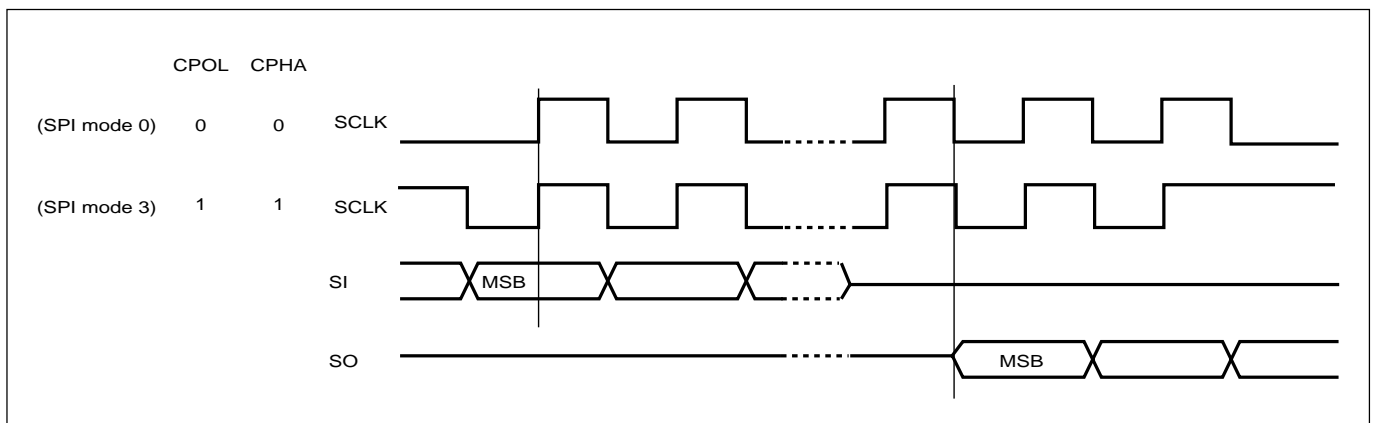 CPOL CPHA
(SPI mode 0) 0 0 SCLK
(SPI mode 3) 1 1 SCLK
SI MSB
SO MSB